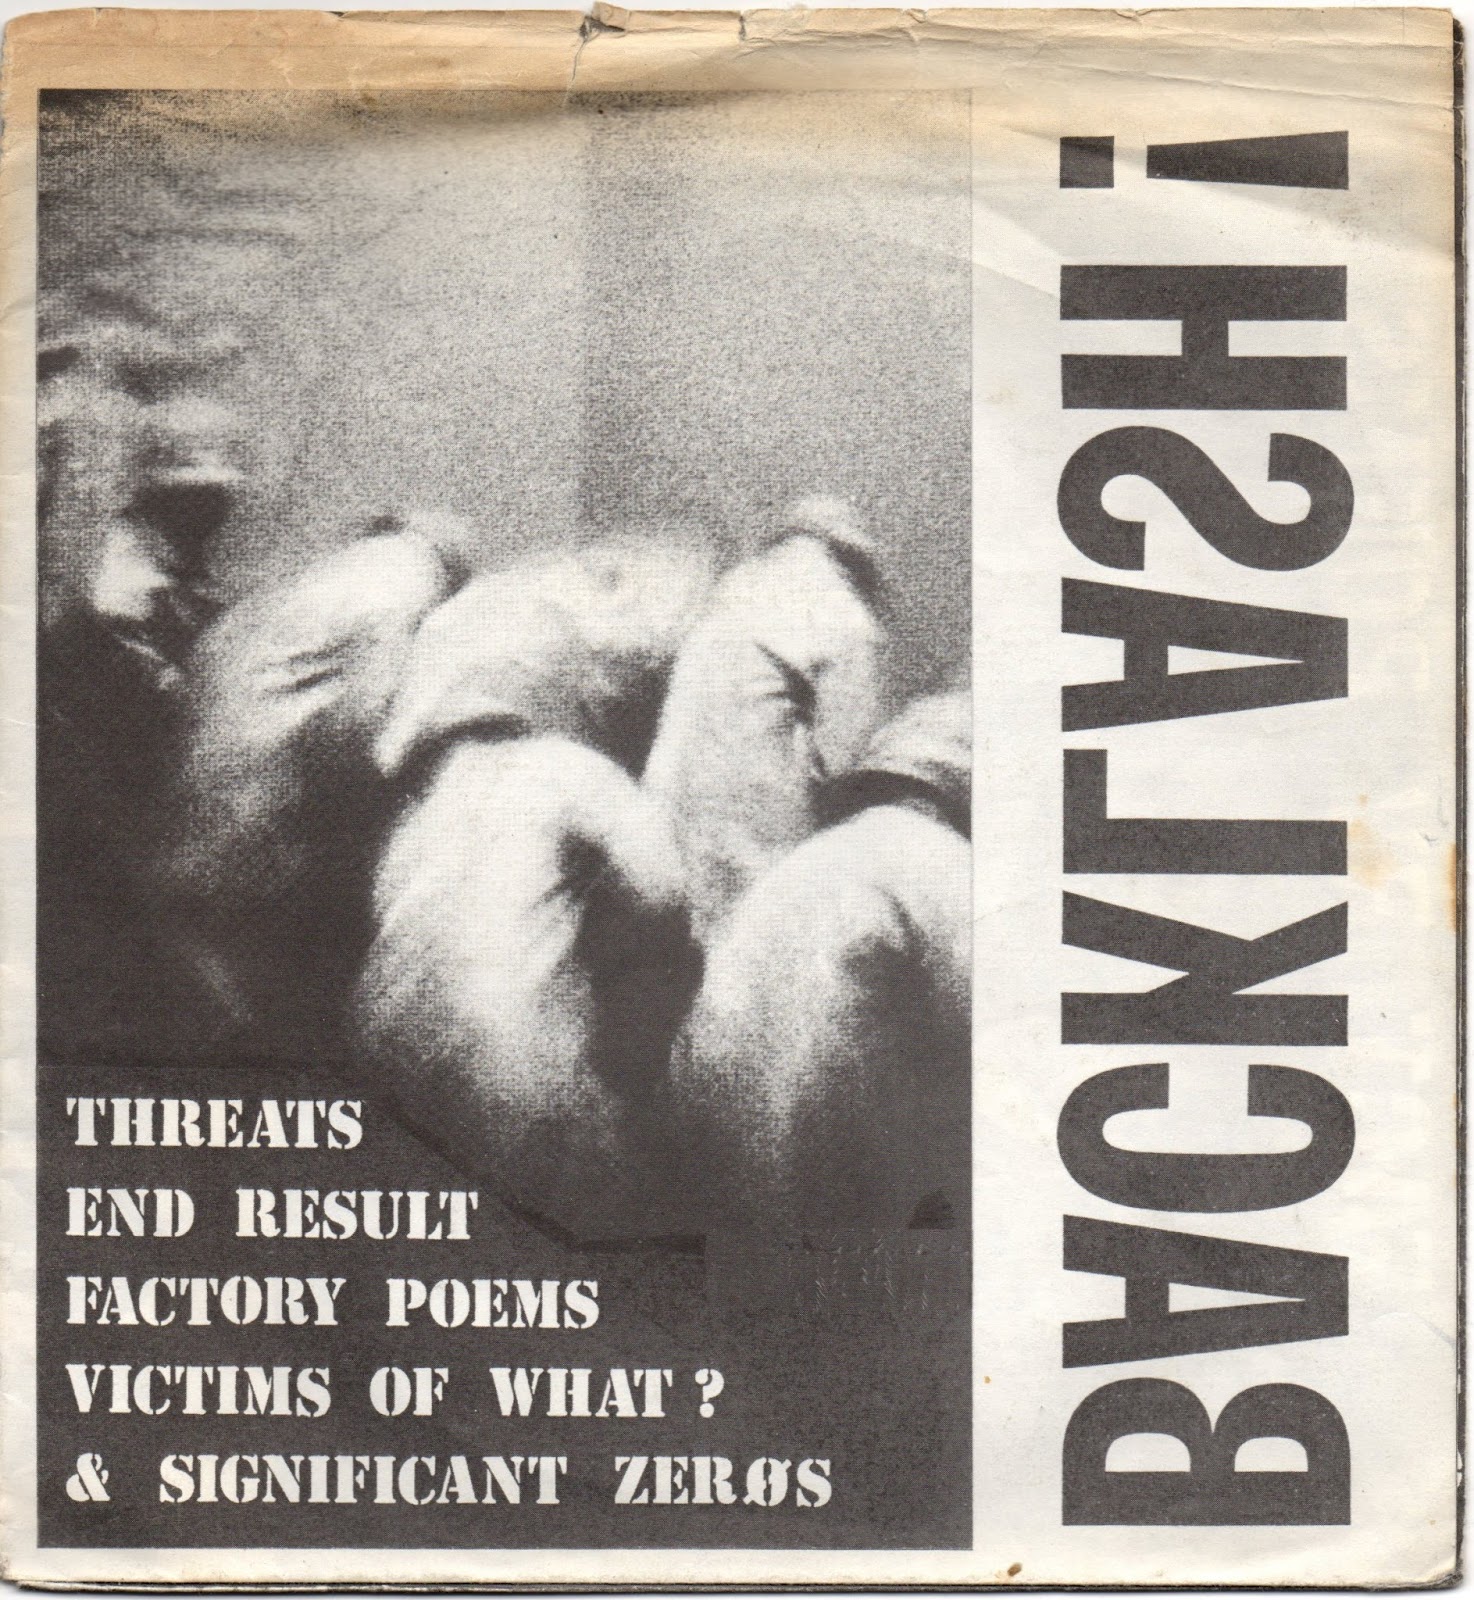 BACKLASH!
THREATS
END RESULT
FACTORY POEMS
VICTIMS OF WHAT?
& SIGNIFICANT ZERØS